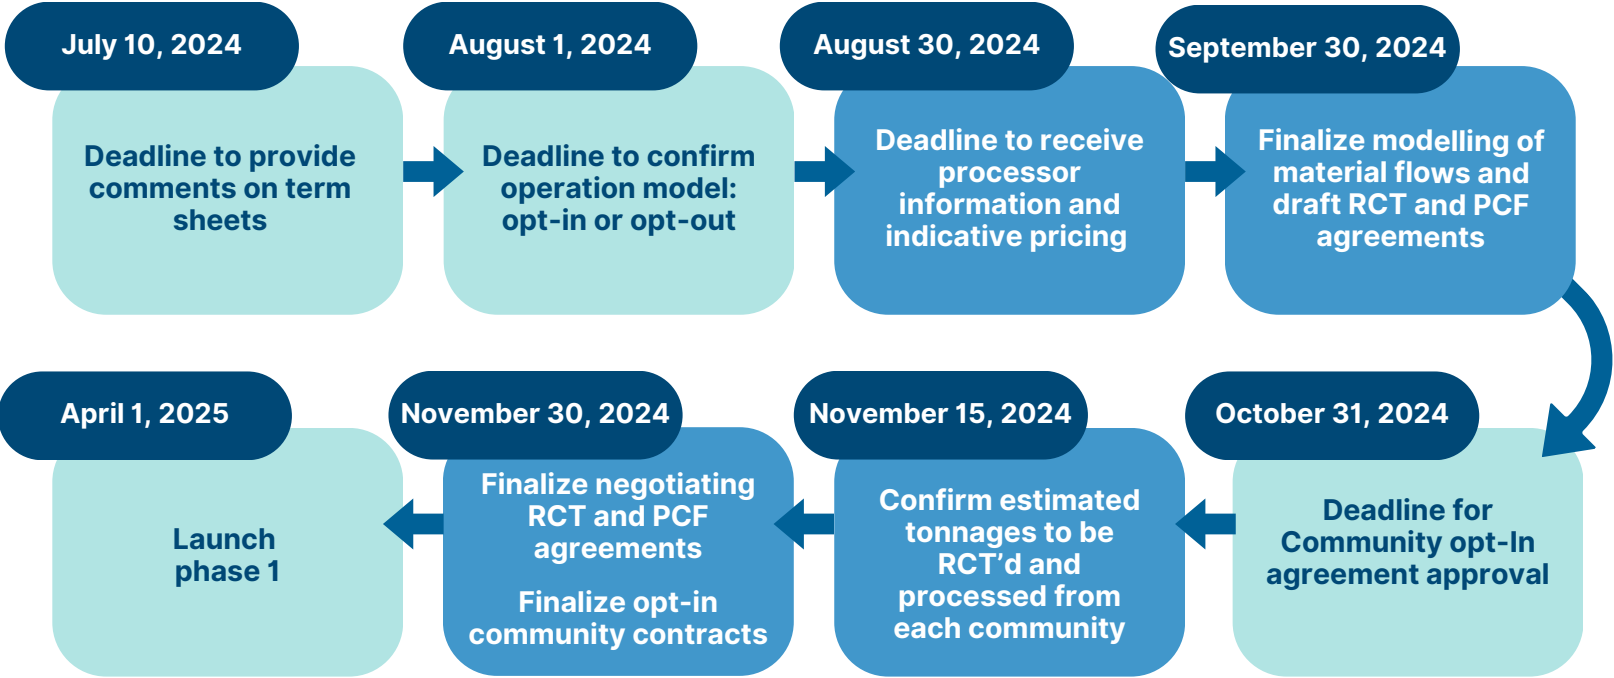 July 10, 2024
Deadline to provide
comments on term
sheets
August 1, 2024
Deadline to confirm
operation model:
opt-in or opt-out
August 30, 2024
Deadline to receive
processor
information and
indicative pricing
September 30, 2024
Finalize modelling of
material flows and
draft RCT and PCF
agreements
October 31, 2024
Deadline for
Community opt-In
agreement approval
November 15, 2024
Confirm estimated
tonnages to be
RCT’d and
processed from
each community
November 30, 2024
Finalize negotiating
RCT and PCF
agreements
Finalize opt-in
community contracts
April 1, 2025
Launch
phase 1